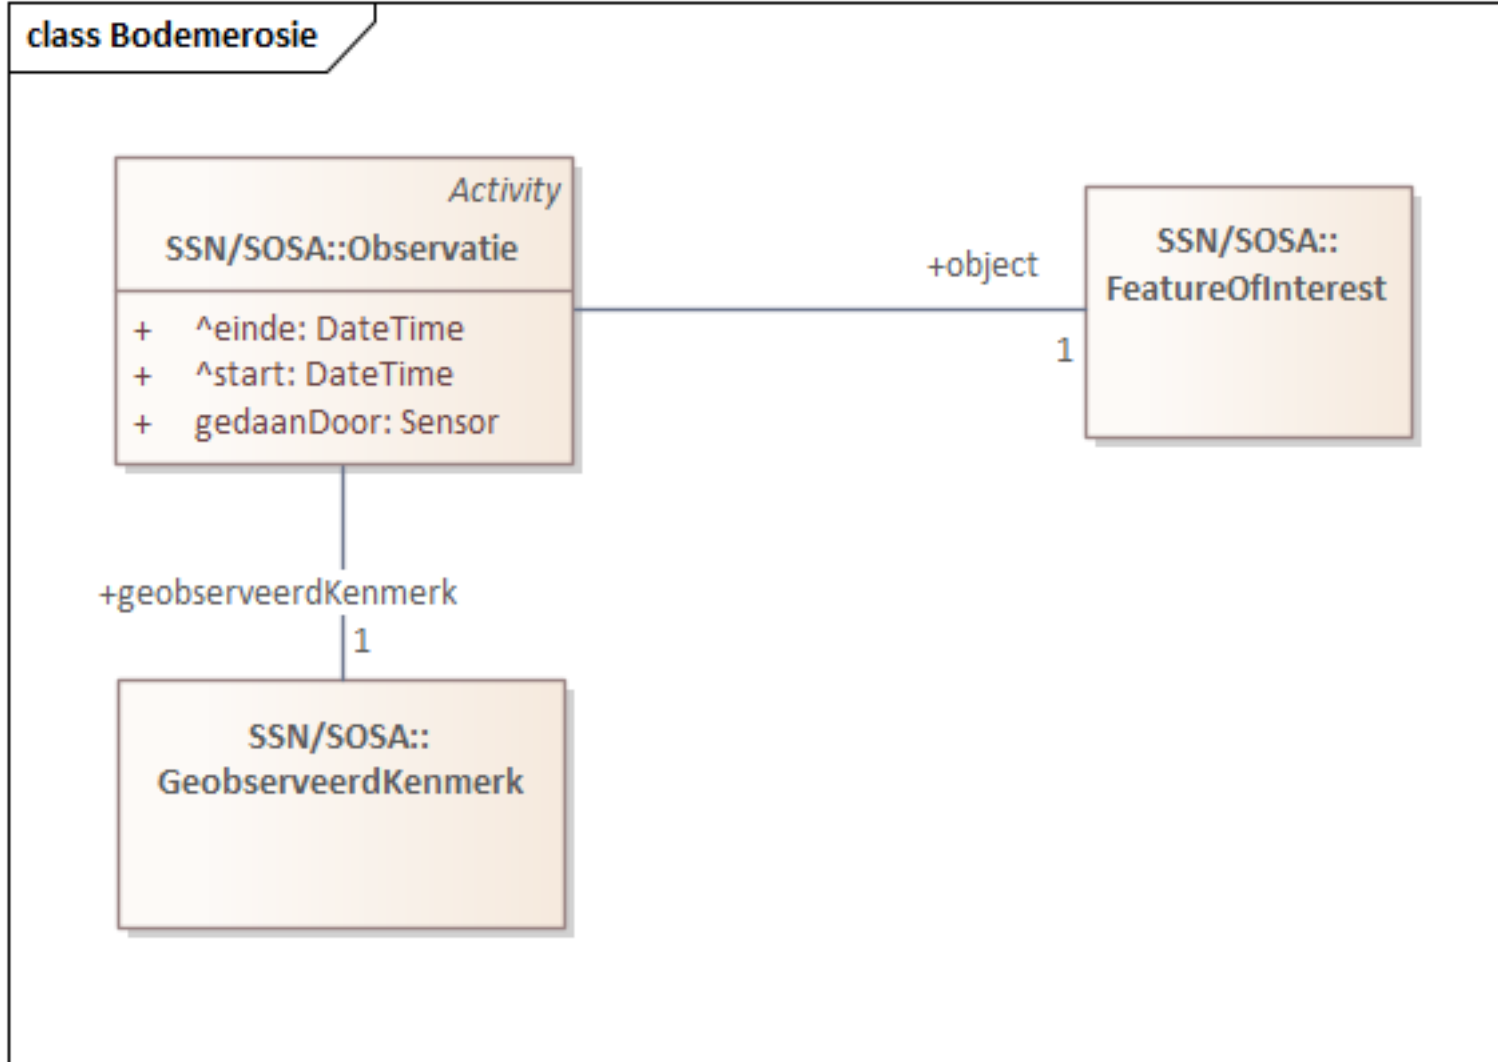 class Bodemerosie
Activity
SSN/SOSA::Observatie
+ ^einde: DateTime
+ ^start: DateTime
+ gedaanDoor: Sensor
+object
1
SSN/SOSA::
FeatureOfInterest
+geobserveerdKenmerk
1
SSN/SOSA::
GeobserveerdKenmerk